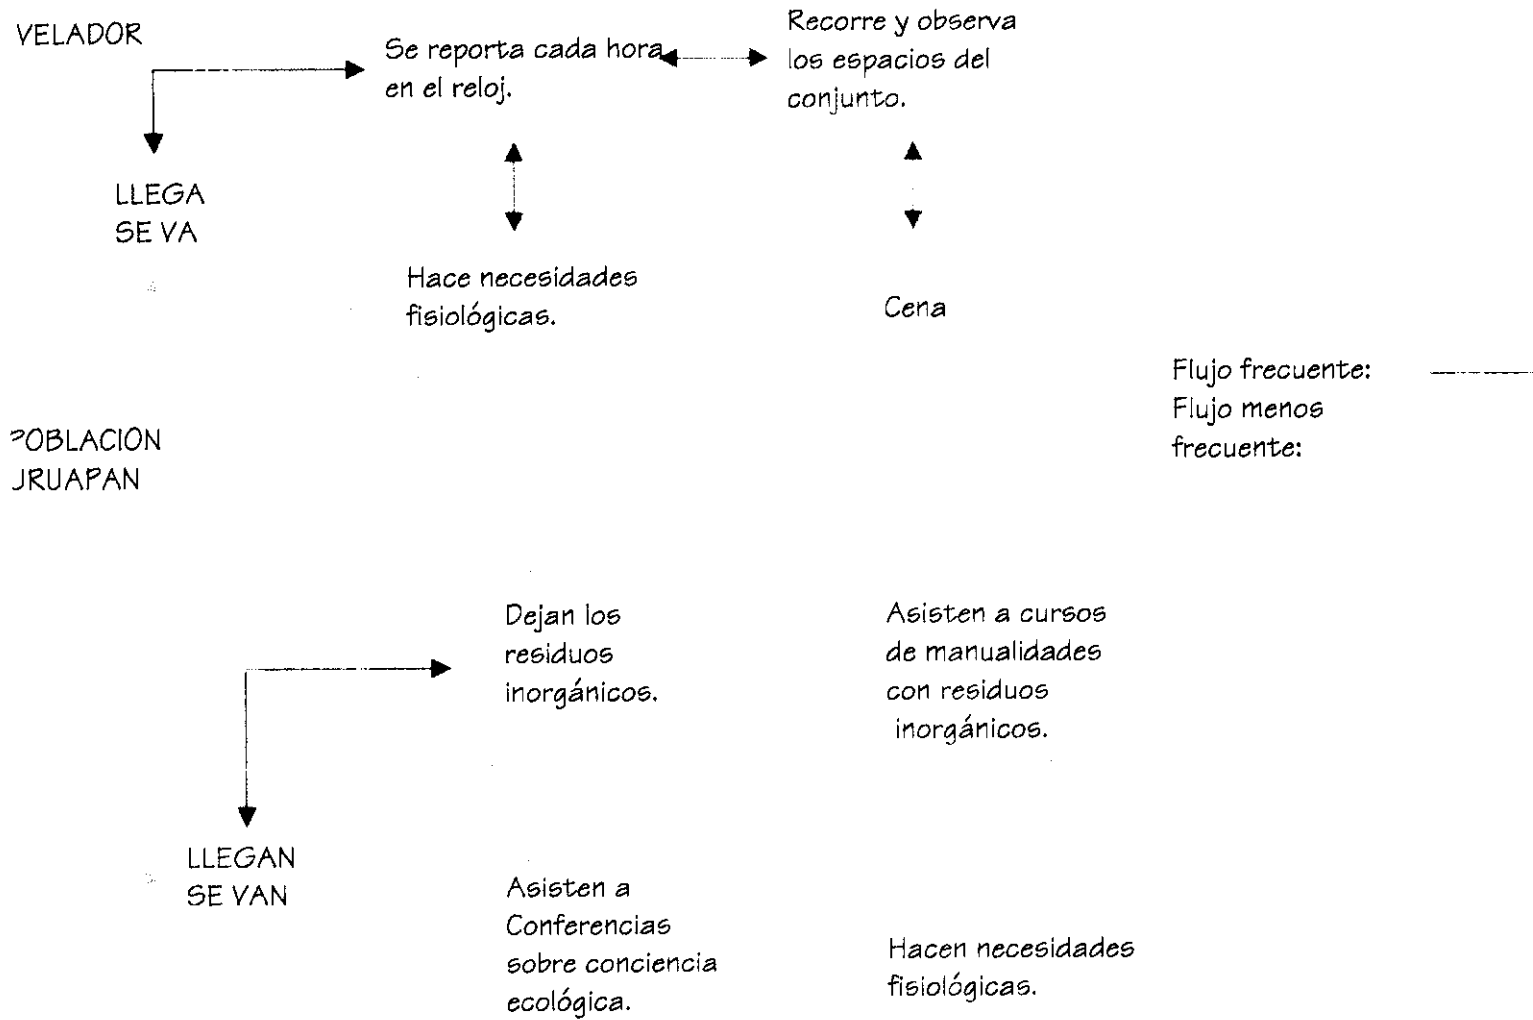 VELADOR
Se reporta cada hora
en el reloj.
Recorre y observa
los espacios del
conjunto.
LLEGA
SE VA
Hace necesidades
fisiológicas.
Cena
Flujo frecuente:
Flujo menos
frecuente:
POBLACION
URUAPAN
Dejan los
residuos
inorgánicos.
Asisten a cursos
de manualidades
con residuos
inorgánicos.
LLEGAN
SE VAN
Asisten a
Conferencias
sobre conciencia
ecológica.
Hacen necesidades
fisiológicas.